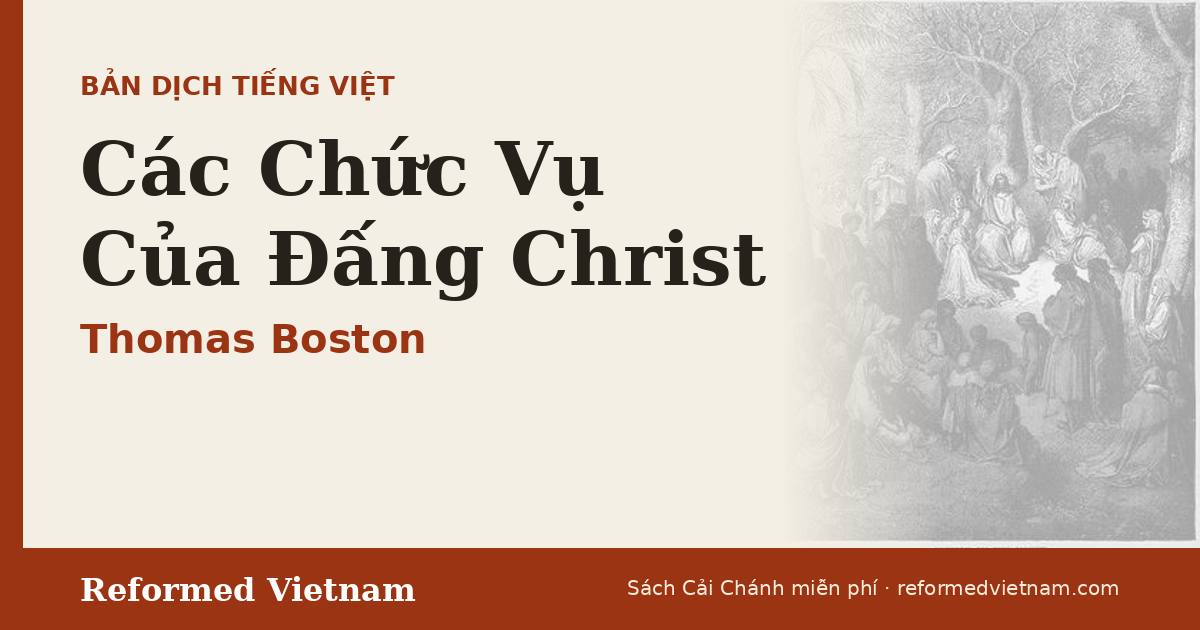 BẢN DỊCH TIẾNG VIỆT
Các Chức Vụ
Của Đấng Christ
Thomas Boston
Reformed Vietnam
Sách Cải Chánh miễn phí · reformedvietnam.com